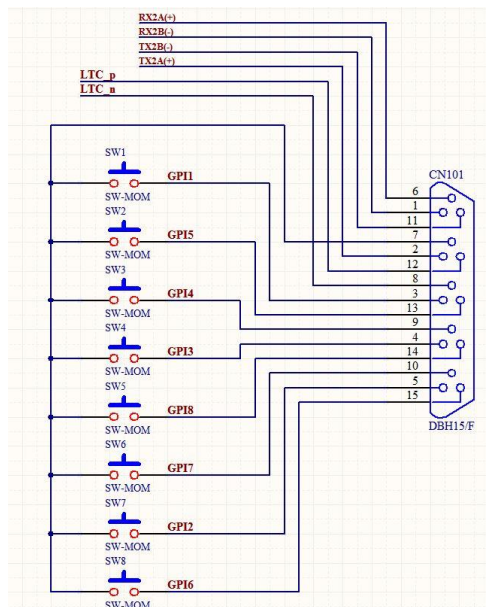 RX2A(+)
RX2B(-)
TX2B(-)
TX2A(+)
LTC_p
LTC_n
SW1
GPI1
SW-MOM
SW2
GPI5
SW-MOM
SW3
GPI4
SW-MOM
SW4
GPI3
SW-MOM
SW5
GPI8
SW-MOM
SW6
GPI7
SW-MOM
SW7
GPI2
SW-MOM
SW8
GPI6
SW-MOM
CN101
6
1
11
7
2
12
8
3
13
9
4
14
10
5
15
DBH15/F